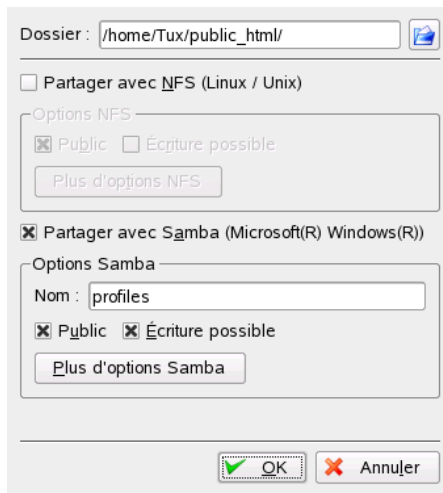 Dossier : /home/Tux/public_html/
Partager avec NFS (Linux / Unix)
Options NFS
Public Écriture possible
Plus d'options NFS
Partager avec Samba (Microsoft(R) Windows(R))
Options Samba
Nom : profiles
Public Écriture possible
Plus d'options Samba
OK Annuler